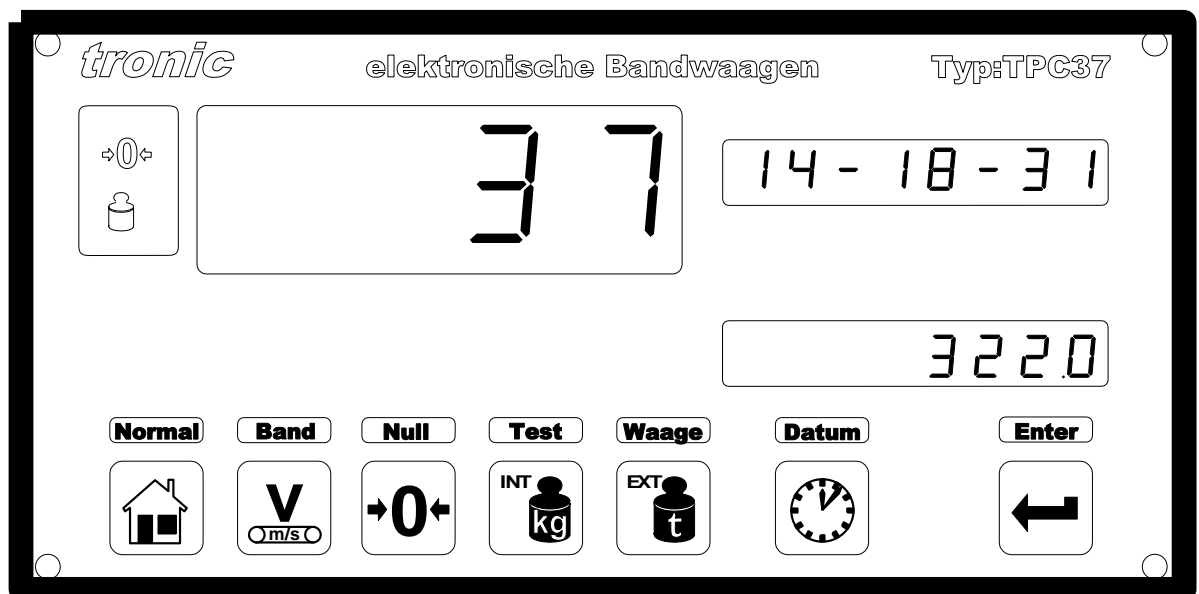 tronic elektronische Bandwaagen Typ:TPC37
0
37
14-18-31
322.0
Normal Band Null Test Waage Datum Enter
V m/s 0 INT kg EXT t